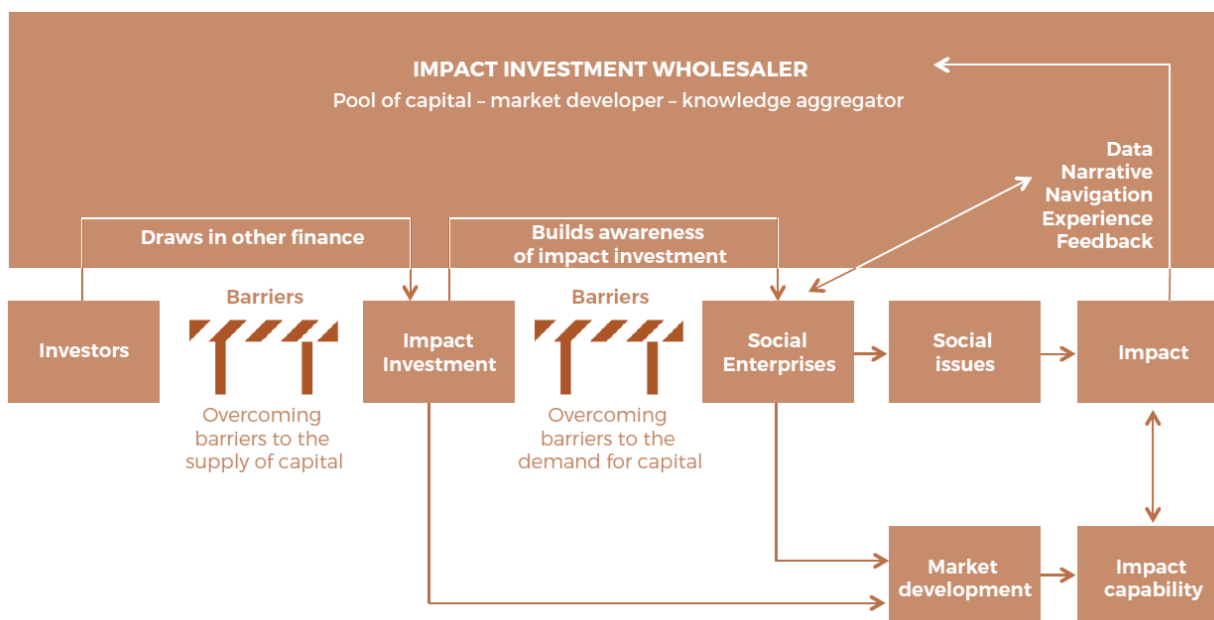 IMPACT INVESTMENT WHOLESALER
Pool of capital – market developer – knowledge aggregator
Data
Narrative
Navigation
Experience
Feedback
Draws in other finance
Builds awareness
of impact investment
Barriers
Barriers
Investors
Impact
Investment
Social
Enterprises
Social
issues
Impact
Overcoming
barriers to the
supply of capital
Overcoming
barriers to the
demand for capital
Market
development
Impact
capability